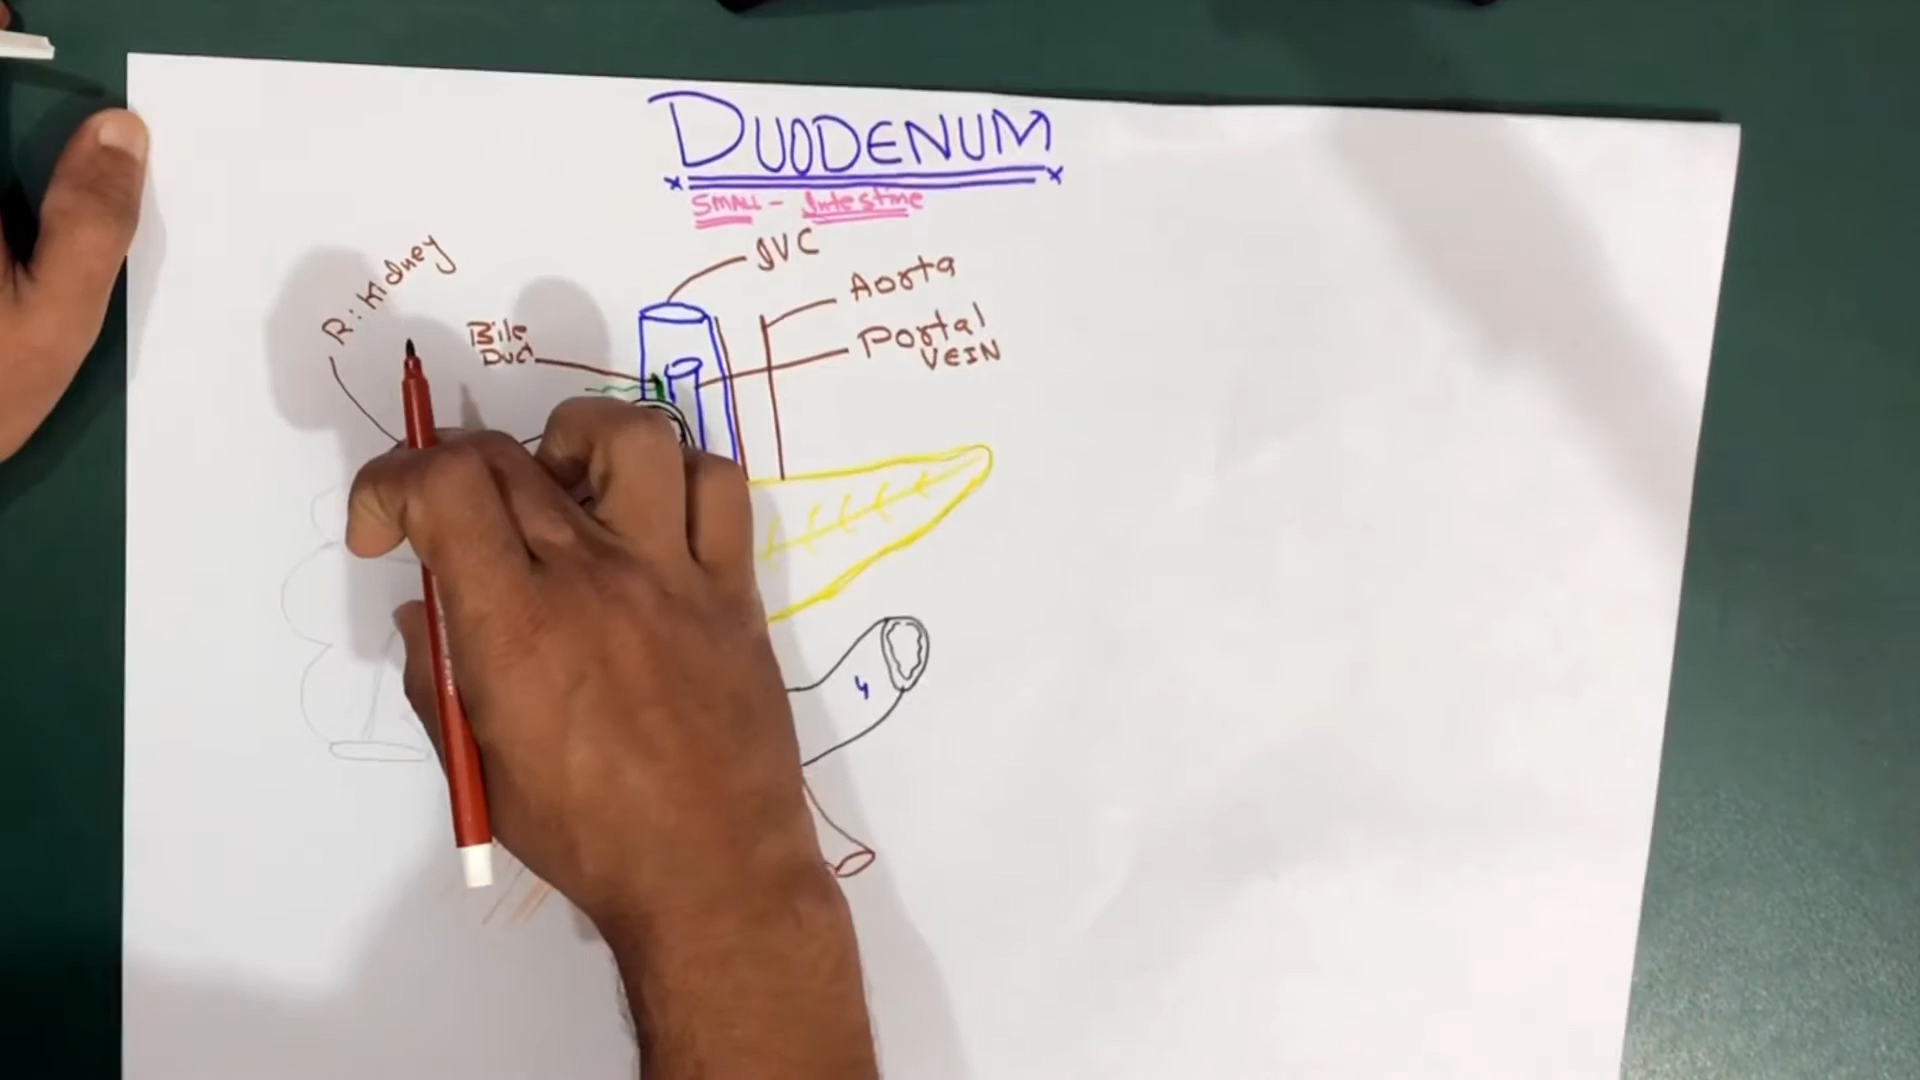 DUODENUM
SMALL - Intestine
IVC
R: Kidney
Aorta
Bile
Duct
Portal
VEIN
4